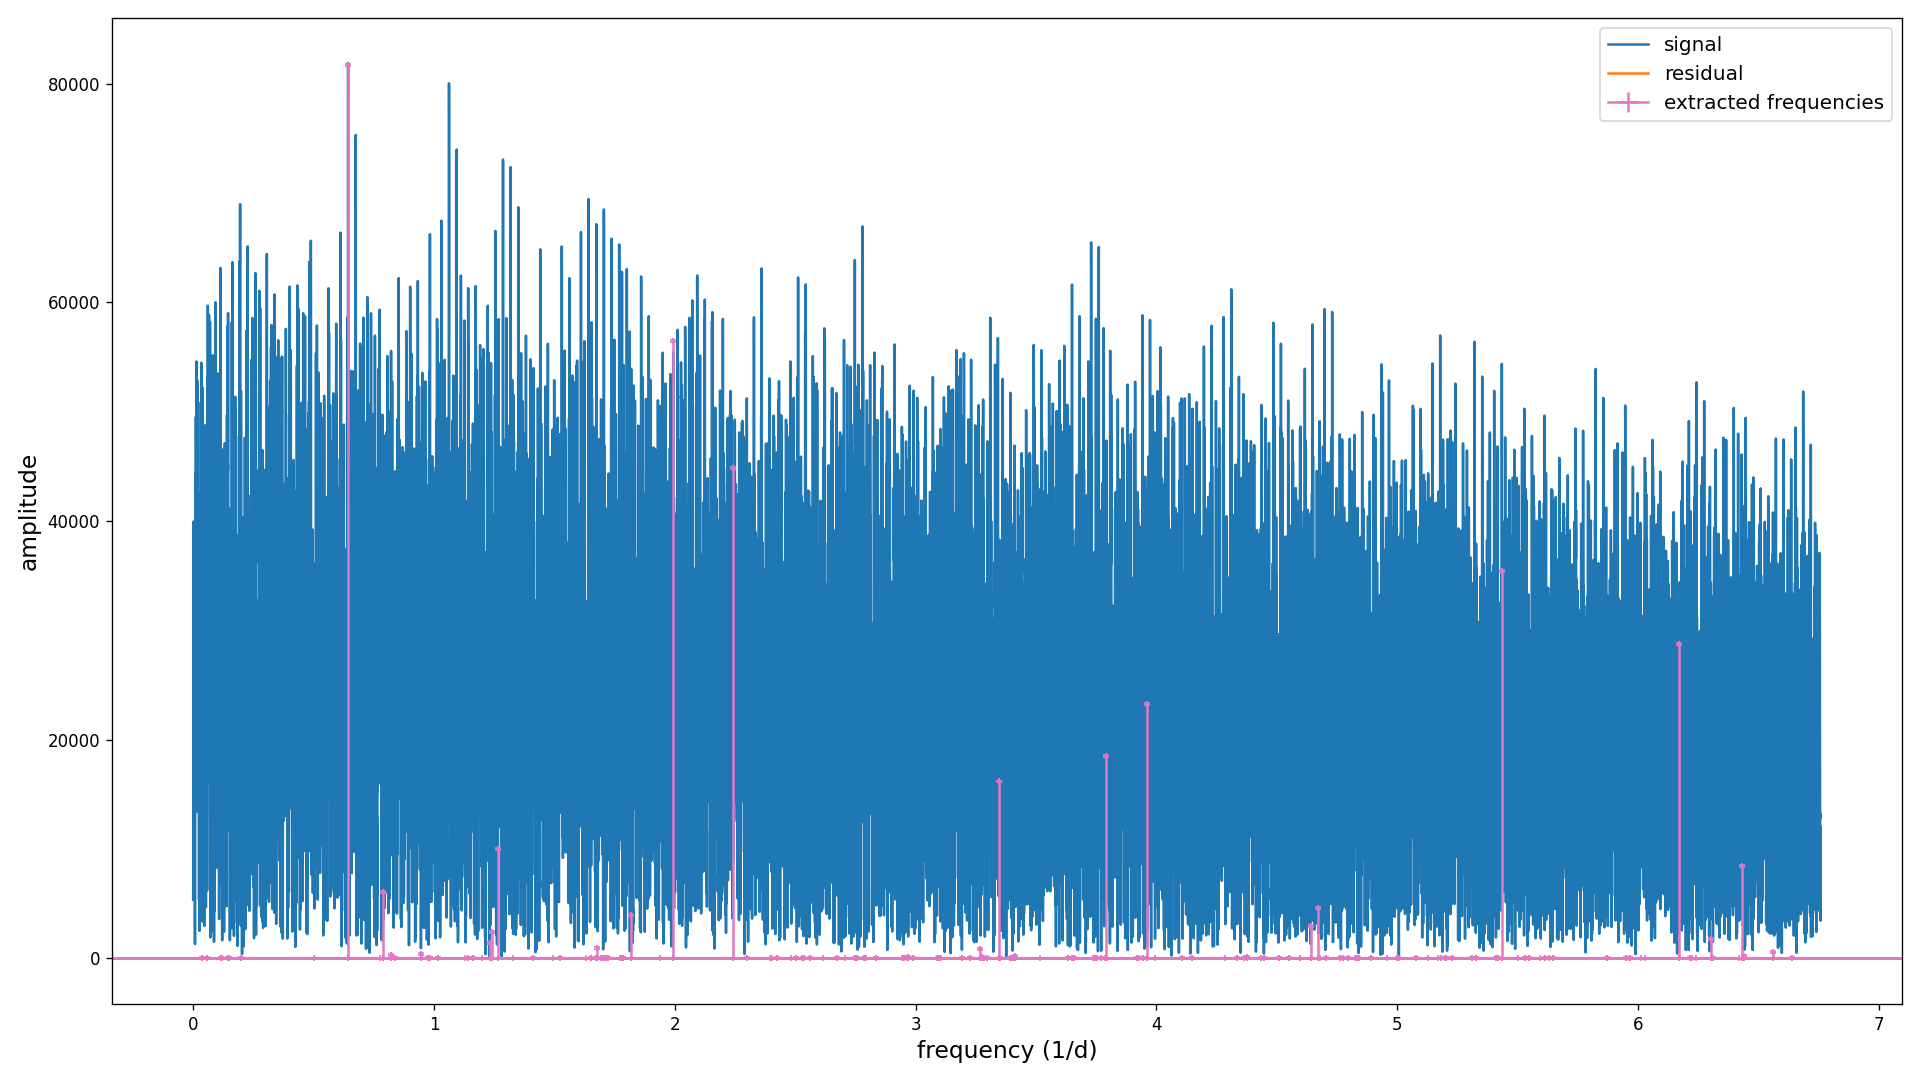 signal
residual
extracted frequencies
80000
60000
40000
20000
0
amplitude
0 1 2 3 4 5 6 7
frequency (1/d)